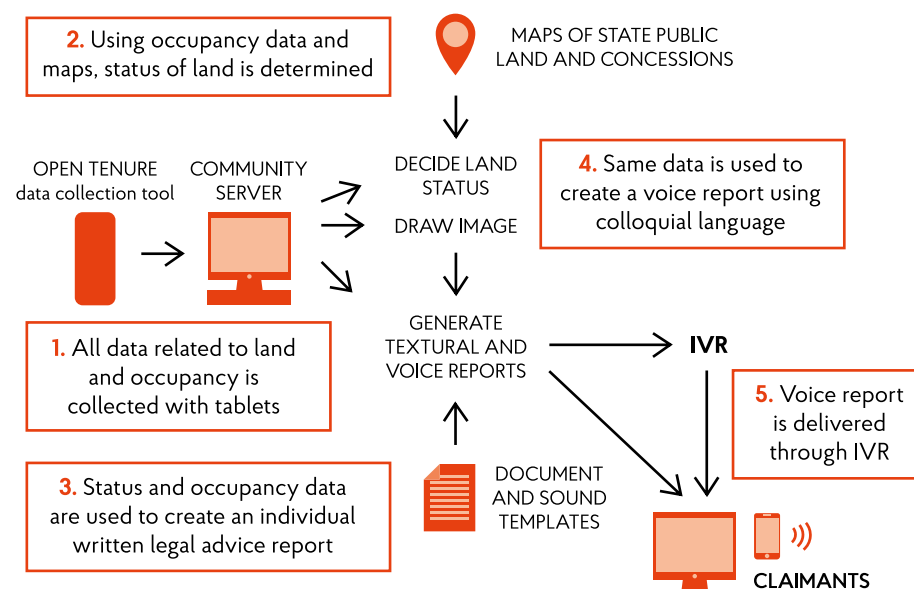 2. Using occupancy data and
maps, status of land is determined
MAPS OF STATE PUBLIC
LAND AND CONCESSIONS
OPEN TENURE
data collection tool
COMMUNITY
SERVER
DECIDE LAND
STATUS
DRAW IMAGE
4. Same data is used to
create a voice report using
colloquial language
1. All data related to land
and occupancy is
collected with tablets
GENERATE
TEXTURAL AND
VOICE REPORTS
IVR
5. Voice report
is delivered
through IVR
3. Status and occupancy data
are used to create an individual
written legal advice report
DOCUMENT
AND SOUND
TEMPLATES
CLAIMANTS